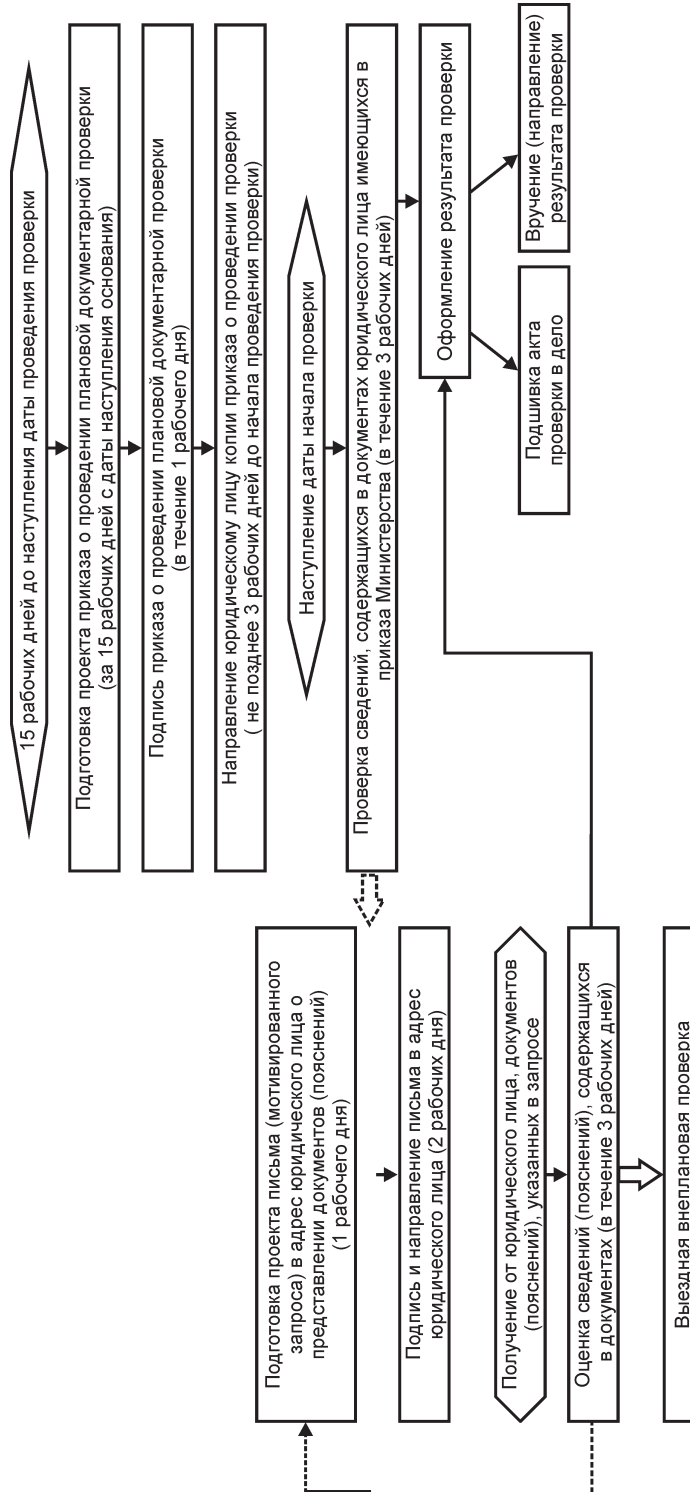 15 рабочих дней до наступления даты проведения проверки
Подготовка проекта приказа о проведении плановой документарной проверки
(за 15 рабочих дней с даты наступления основания)
Подпись приказа о проведении плановой документарной проверки
(в течение 1 рабочего дня)
Направление юридическому лицу копии приказа о проведении проверки
( не позднее 3 рабочих дней до начала проведения проверки)
Наступление даты начала проверки
Проверка сведений, содержащихся в документах юридического лица имеющихся в
приказа Министерства (в течение 3 рабочих дней)
Оформление результата проверки
Подшивка акта
проверки в дело
Вручение (направление)
результата проверки
Подготовка проекта письма (мотивированного
запроса) в адрес юридического лица о
представлении документов (пояснений)
(1 рабочего дня)
Подпись и направление письма в адрес
юридического лица (2 рабочих дня)
Получение от юридического лица, документов
(пояснений), указанных в запросе
Оценка сведений (пояснений), содержащихся
в документах (в течение 3 рабочих дней)
Выездная внеплановая проверка